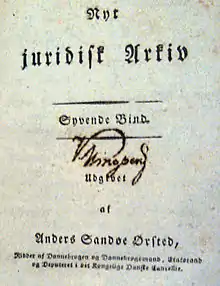 Nyt
juridisk Arkiv
Syvende Bind.
Udgivet
af
Anders Sandøe Ørsted,
Ridder af Dannebrogen og Dannebrogsmand, Etatsraad
og Deputeret i det Kongelige Danske Cancellie.